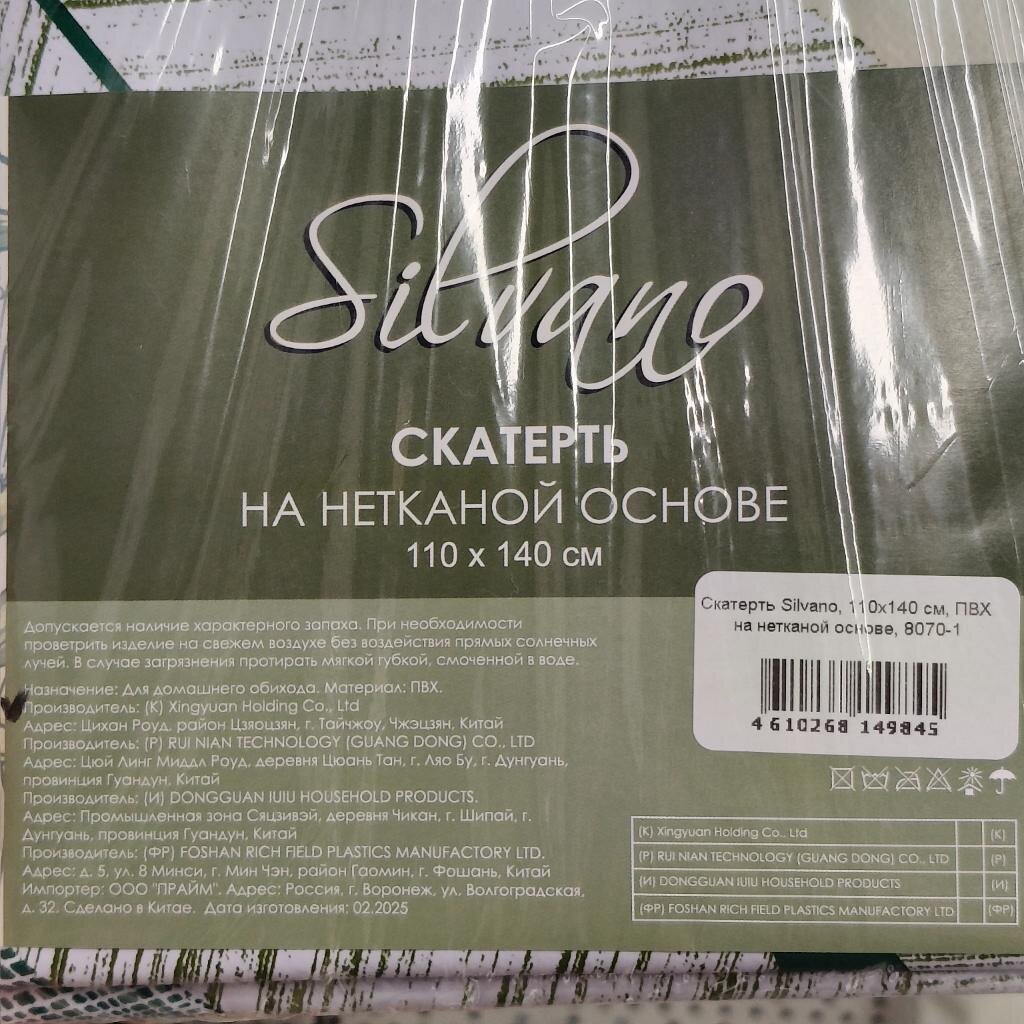 Silvano
СКАТЕРТЬ
НА НЕТКАНОЙ ОСНОВЕ
110 х 140 см
Скатерть Silvano, 110х140 см, ПВХ
на нетканой основе, 8070-1
4 610268 149845
Допускается наличие характерного запаха. При необходимости
проветрить изделие на свежем воздухе без воздействия прямых солнечных
лучей. В случае загрязнения протирать мягкой губкой, смоченной в воде.
Назначение: Для домашнего обихода. Материал: ПВХ.
Производитель: (К) Xingyuan Holding Co., Ltd
Адрес: Цихан Роуд, район Цзяоцзян, г. Тайчжоу, Чжэцзян, Китай
Производитель: (Р) RUI NIAN TECHNOLOGY (GUANG DONG) CO., LTD
Адрес: Цюй Линг Миддл Роуд, деревня Цюань Тан, г. Ляо Бу, г. Дунгуань,
провинция Гуандун, Китай
Производитель: (И) DONGGUAN IUIU HOUSEHOLD PRODUCTS.
Адрес: Промышленная зона Сяцзивэй, деревня Чикан, г. Шипай, г.
Дунгуань, провинция Гуандун, Китай
Производитель: (ФР) FOSHAN RICH FIELD PLASTICS MANUFACTORY LTD.
Адрес: д. 5, ул. 8 Минси, г. Мин Чэн, район Гаомин, г. Фошань, Китай
Импортер: ООО "ПРАЙМ". Адрес: Россия, г. Воронеж, ул. Волгоградская,
д. 32. Сделано в Китае. Дата изготовления: 02.2025
(К) Xingyuan Holding Co., Ltd (К)
(Р) RUI NIAN TECHNOLOGY (GUANG DONG) CO., LTD (Р)
(И) DONGGUAN IUIU HOUSEHOLD PRODUCTS (И)
(ФР) FOSHAN RICH FIELD PLASTICS MANUFACTORY LTD (ФР)